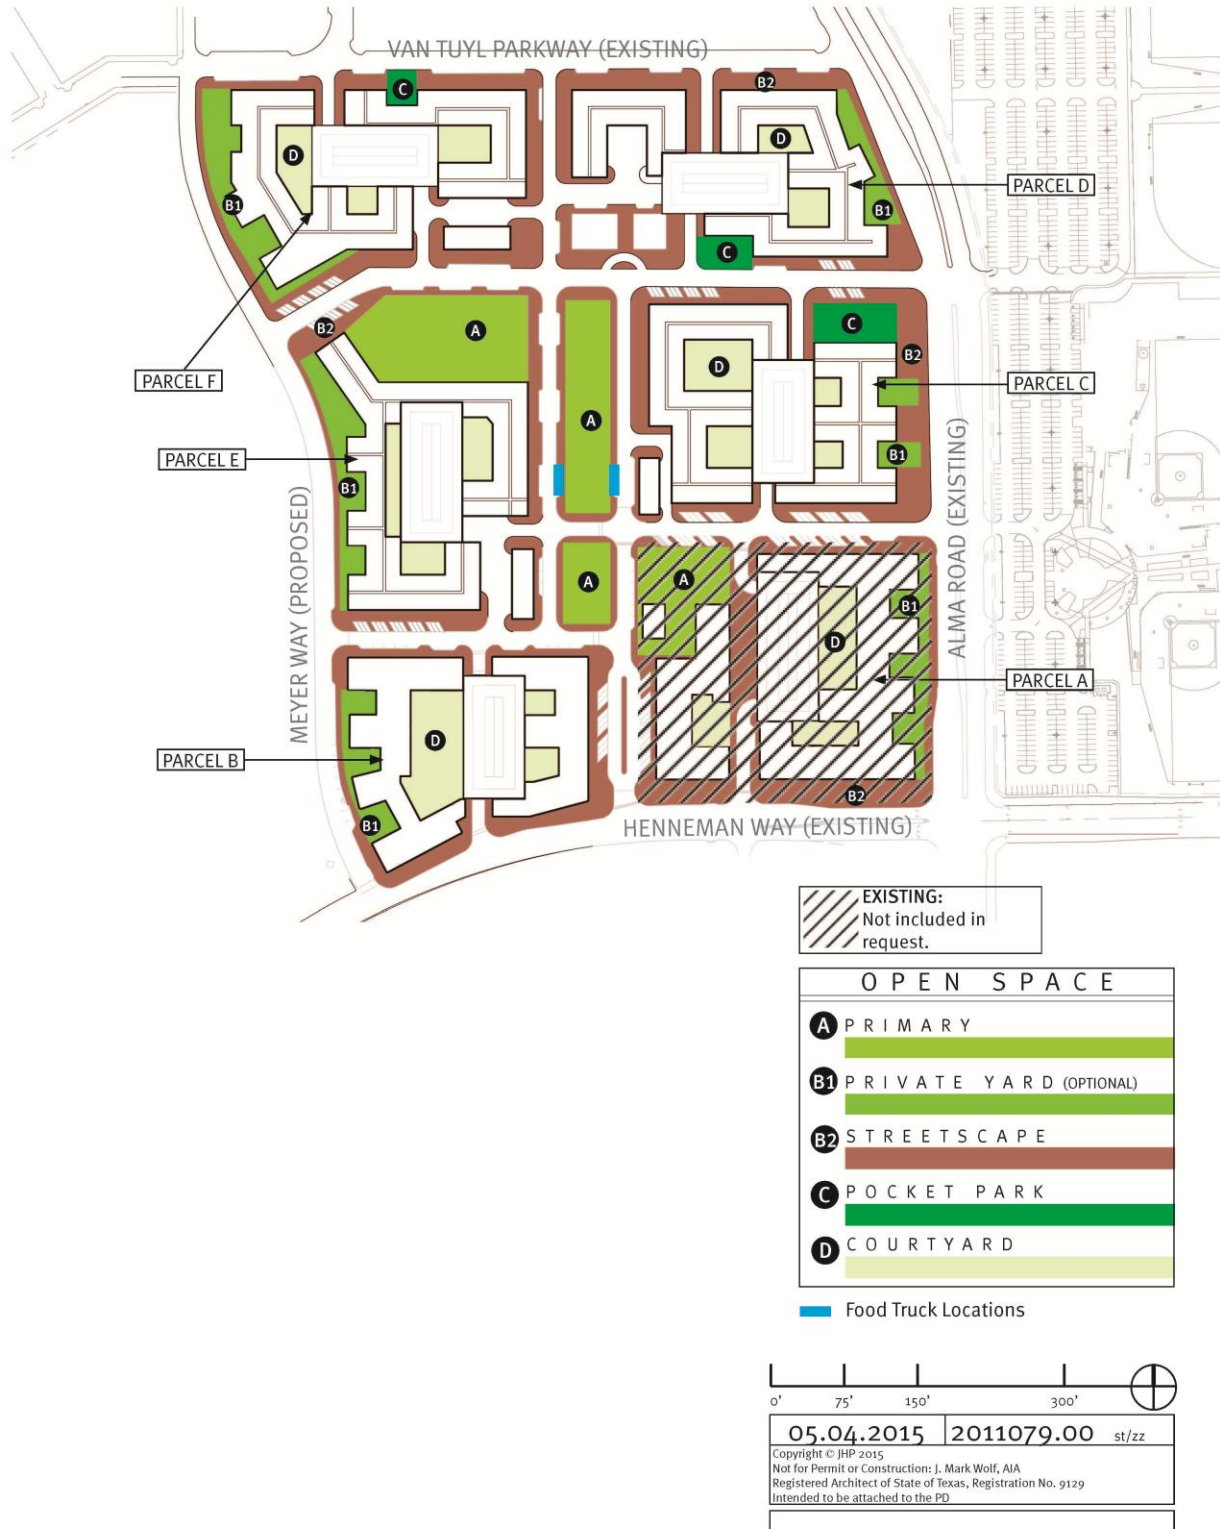 VAN TUYL PARKWAY (EXISTING)
C
B2
D
D
PARCEL D
B1
B1
C
B2
A
C
B2
PARCEL F
D
PARCEL C
A
B1
PARCEL E
B1
MEYER WAY (PROPOSED)
ALMA ROAD (EXISTING)
A
A
B1
D
PARCEL A
D
PARCEL B
B2
B1
HENNEMAN WAY (EXISTING)
EXISTING:
Not included in
request.
OPEN SPACE
A PRIMARY
B1 PRIVATE YARD (OPTIONAL)
B2 STREETSCAPE
C POCKET PARK
D COURTYARD
Food Truck Locations
0' 75' 150' 300'
05.04.2015 2011079.00 st/zz
Copyright © JHP 2015
Not for Permit or Construction: J. Mark Wolf, AIA
Registered Architect of State of Texas, Registration No. 9129
Intended to be attached to the PD